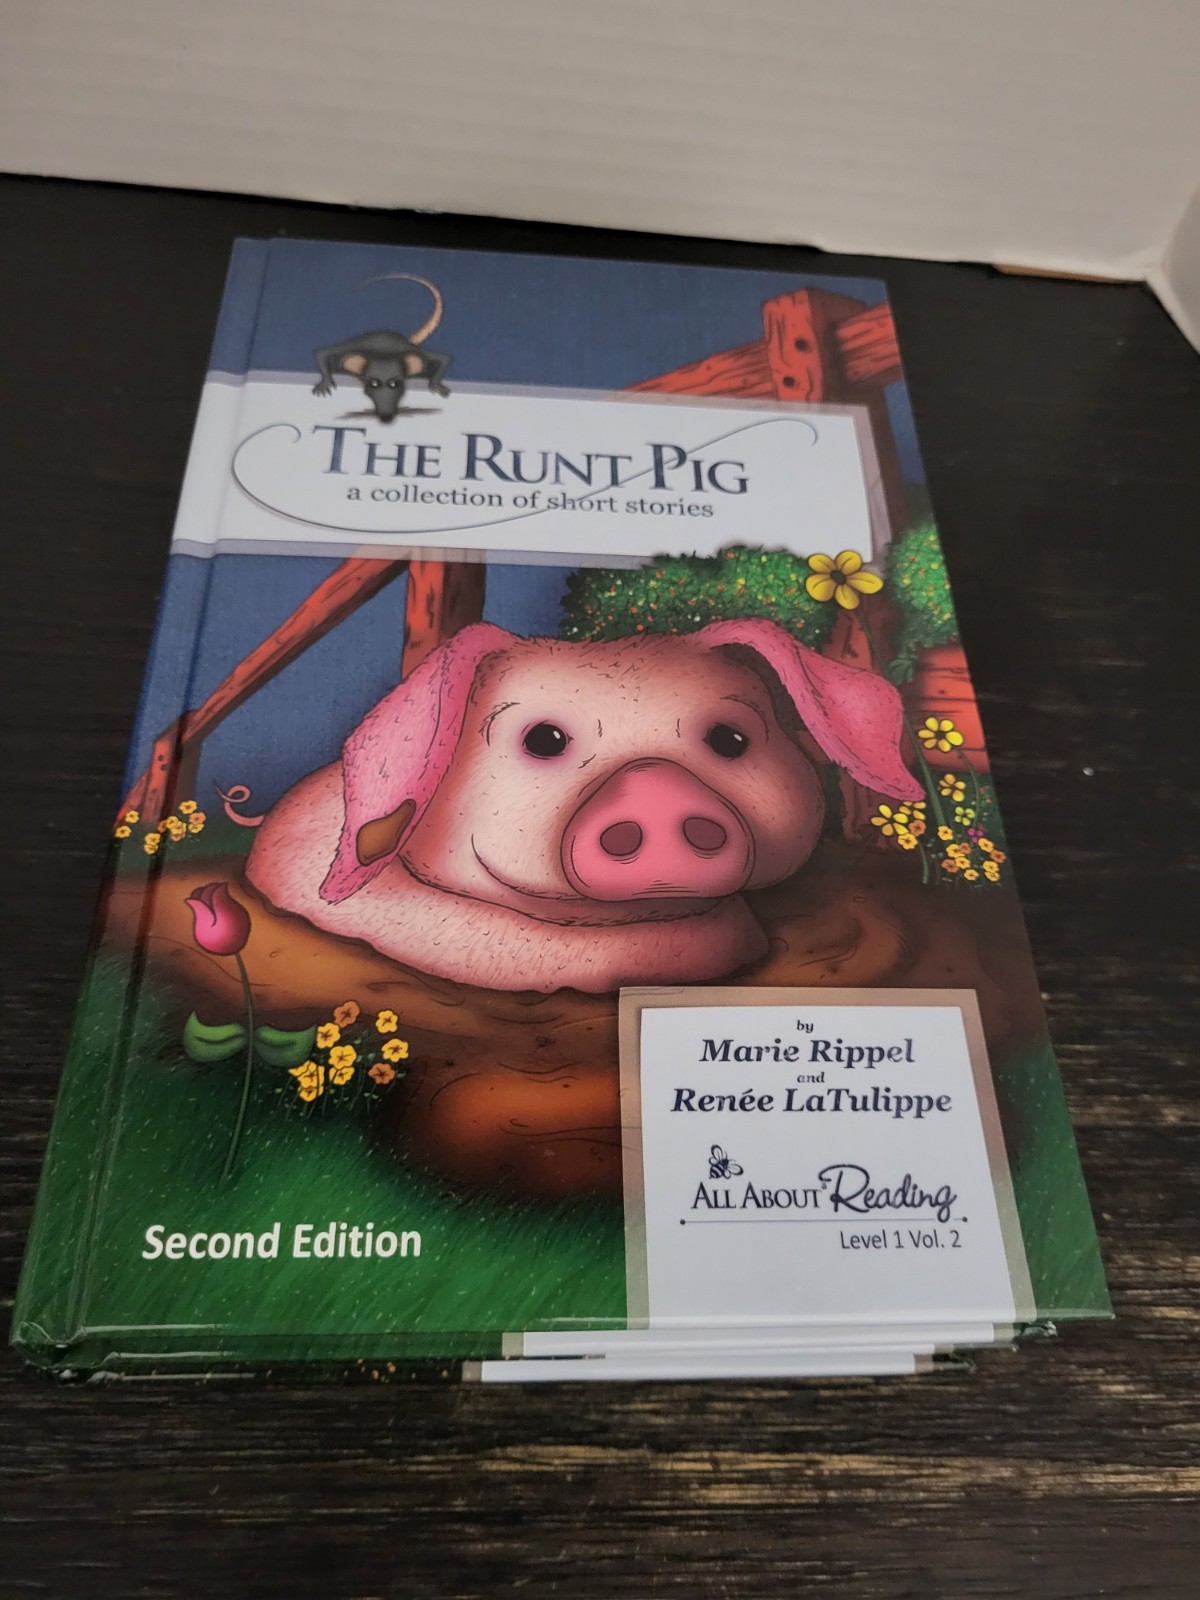 THE RUNT PIG
a collection of short stories
by
Marie Rippel
and
Renée LaTulippe
ALL ABOUT® Reading
Level 1 Vol. 2
Second Edition